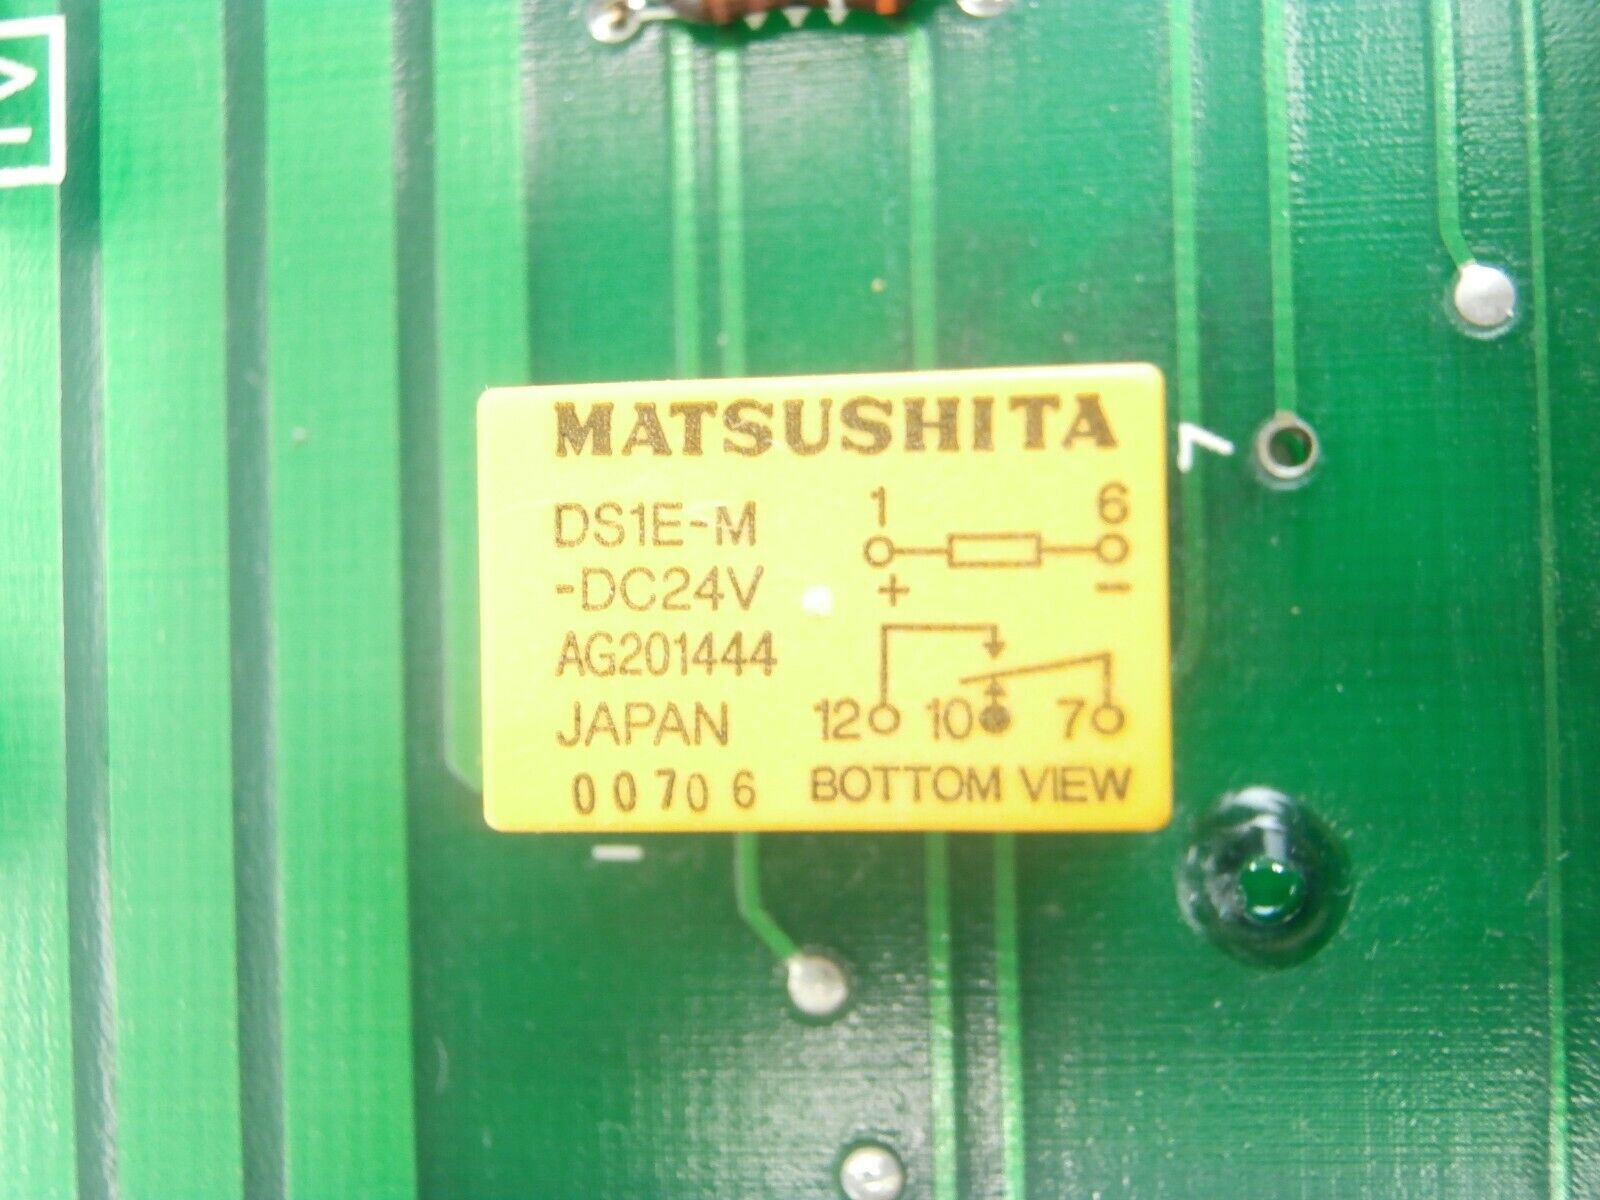 MATSUSHITA
DS1E-M
-DC24V
AG201444
JAPAN
00706
1 6
+ −
12 10 7
BOTTOM VIEW